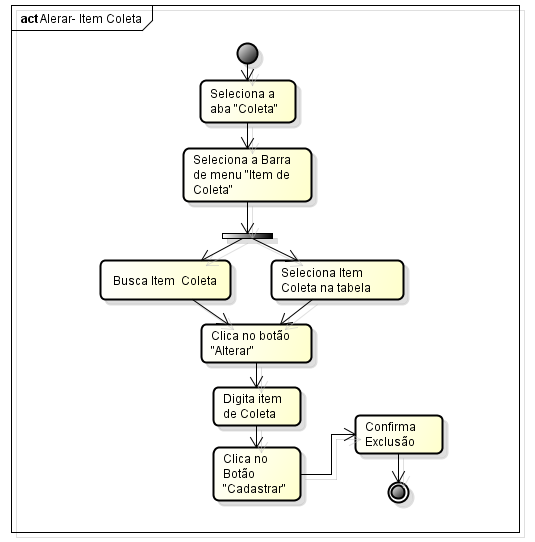 act Alerar- Item Coleta
Seleciona a
aba "Coleta"
Seleciona a Barra
de menu "Item de
Coleta"
Busca Item  Coleta
Seleciona Item
Coleta na tabela
Clica no botão
"Alterar"
Digita item
de Coleta
Clica no
Botão
"Cadastrar"
Confirma
Exclusão